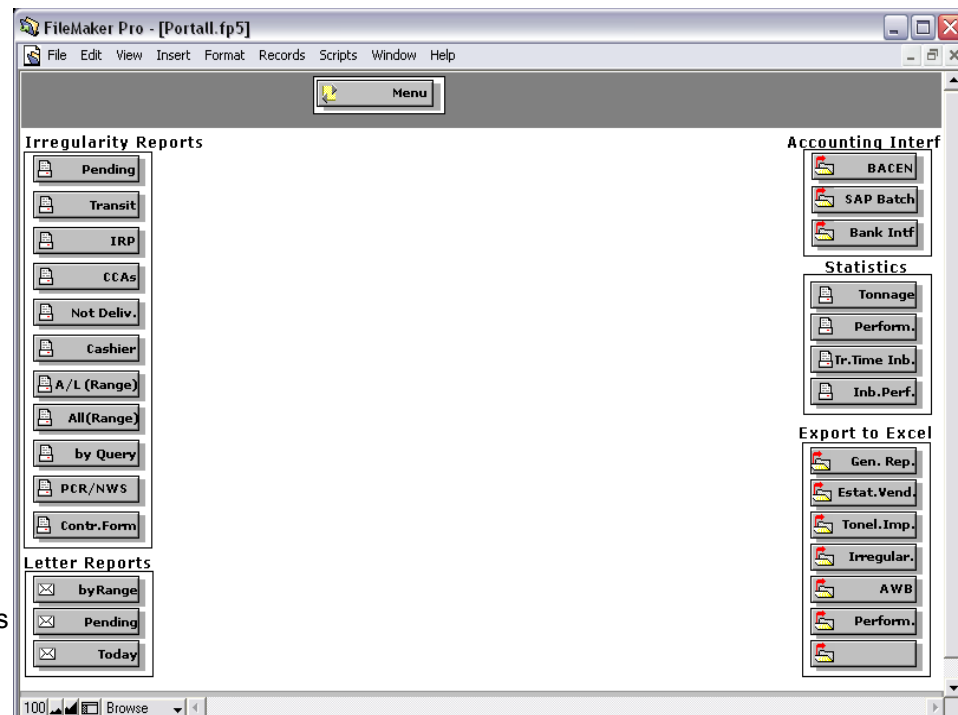 FileMaker Pro - [Portall.fp5]
File Edit View Insert Format Records Scripts Window Help
Menu
Irregularity Reports
Pending
Transit
IRP
CCAs
Not Deliv.
Cashier
A/L (Range)
All(Range)
by Query
PCR/NWS
Contr.Form
Letter Reports
byRange
Pending
Today
s
Accounting Interf
BACEN
SAP Batch
Bank Intf
Statistics
Tonnage
Perform.
Tr.Time Inb.
Inb.Perf.
Export to Excel
Gen. Rep.
Estat.Vend.
Tonel.Imp.
Irregular.
AWB
Perform.
100 Browse